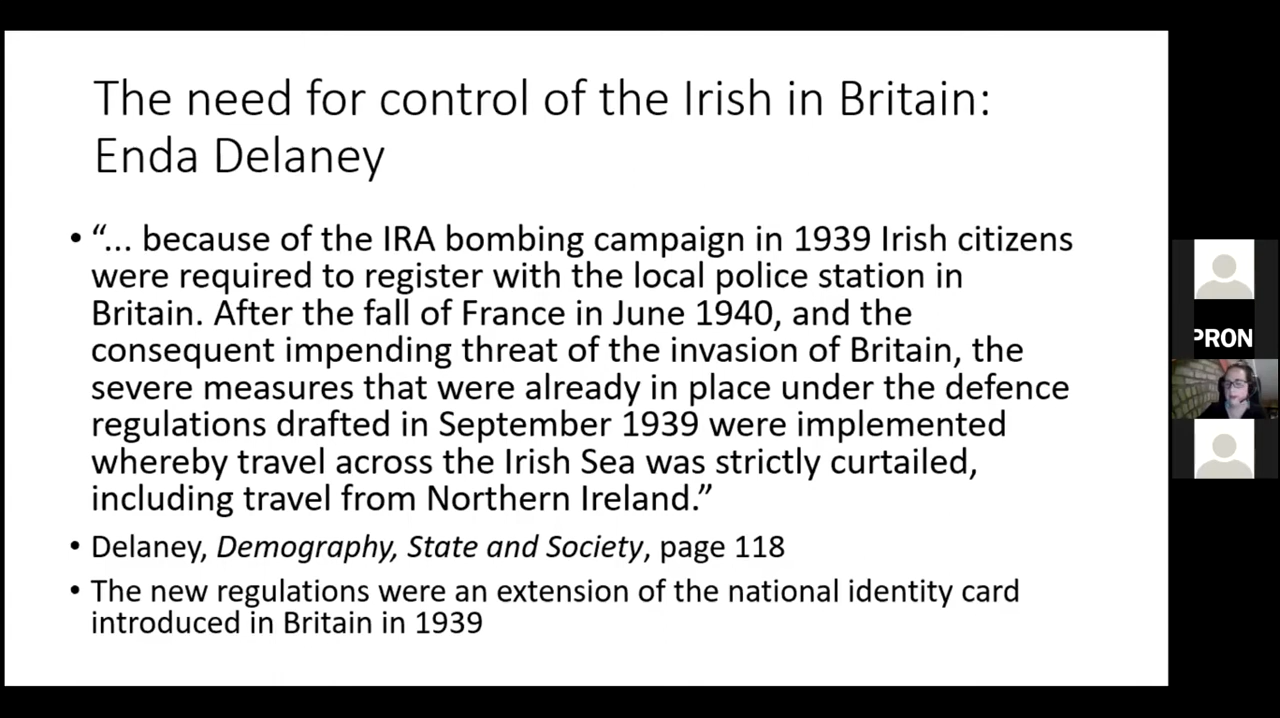 The need for control of the Irish in Britain:
Enda Delaney
• “... because of the IRA bombing campaign in 1939 Irish citizens
were required to register with the local police station in
Britain. After the fall of France in June 1940, and the
consequent impending threat of the invasion of Britain, the
severe measures that were already in place under the defence
regulations drafted in September 1939 were implemented
whereby travel across the Irish Sea was strictly curtailed,
including travel from Northern Ireland.”
• Delaney, Demography, State and Society, page 118
• The new regulations were an extension of the national identity card
introduced in Britain in 1939
PRON